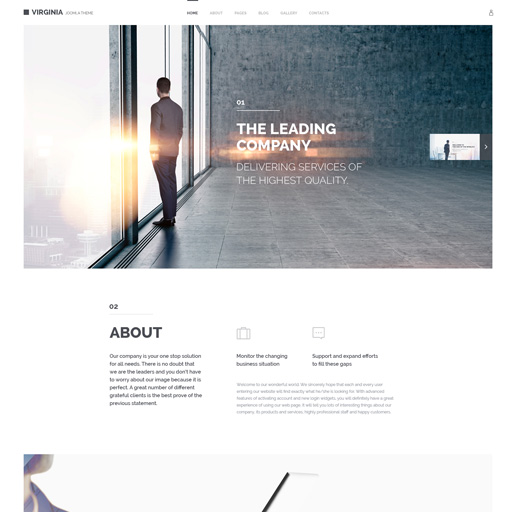 VIRGINIA JOOMLA THEME
HOME ABOUT PAGES BLOG GALLERY CONTACTS
01
THE LEADING
COMPANY
DELIVERING SERVICES OF
THE HIGHEST QUALITY.
02
ABOUT
Our company is your one stop solution
for all needs. There is no doubt that
we are the leaders and you don't have
to worry about our image because it is
perfect. A great number of different
grateful clients is the best prove of the
previous statement.
Monitor the changing
business situation
Support and expand efforts
to fill these gaps
Welcome to our wonderful world. We sincerely hope that each and every user
entering our website will find exactly what he/she is looking for. With advanced
features of activating account and new login widgets, you will definitely have a great
experience of using our web page. It will tell you lots of interesting things about our
company, its products and services, highly professional staff and happy customers.